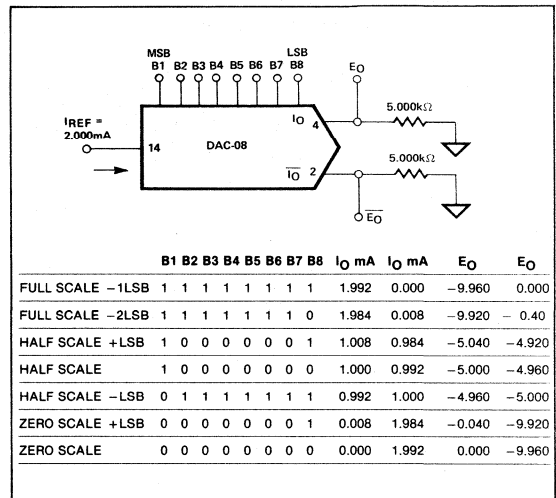 MSB LSB
B1 B2 B3 B4 B5 B6 B7 B8
EO
IREF =
2.000mA
14
DAC-08
IO 4
5.000kΩ
IO 2
5.000kΩ
EO
B1 B2 B3 B4 B5 B6 B7 B8 IO mA IO mA EO EO
FULL SCALE −1LSB 1 1 1 1 1 1 1 1 1.992 0.000 −9.960 0.000
FULL SCALE −2LSB 1 1 1 1 1 1 1 0 1.984 0.008 −9.920 − 0.40
HALF SCALE +LSB 1 0 0 0 0 0 0 1 1.008 0.984 −5.040 −4.920
HALF SCALE 1 0 0 0 0 0 0 0 1.000 0.992 −5.000 −4.960
HALF SCALE −LSB 0 1 1 1 1 1 1 1 0.992 1.000 −4.960 −5.000
ZERO SCALE +LSB 0 0 0 0 0 0 0 1 0.008 1.984 −0.040 −9.920
ZERO SCALE 0 0 0 0 0 0 0 0 0.000 1.992 0.000 −9.960